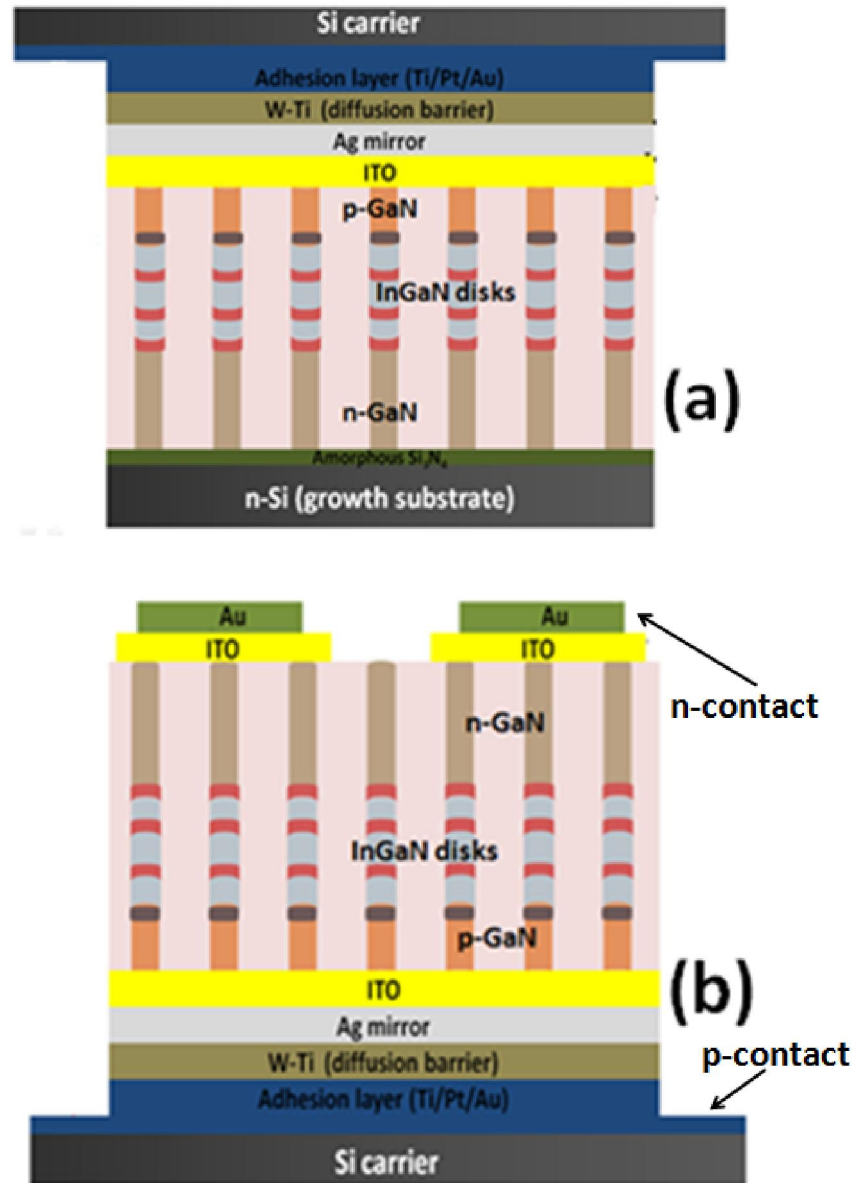 Si carrier
Adhesion layer (Ti/Pt/Au)
W-Ti (diffusion barrier)
Ag mirror
ITO
p-GaN
InGaN disks
(a)
n-GaN
Amorphous Si₃N₄
n-Si (growth substrate)
Au Au
ITO ITO
n-contact
n-GaN
InGaN disks
p-GaN
ITO
(b)
Ag mirror
W-Ti (diffusion barrier)
p-contact
Adhesion layer (Ti/Pt/Au)
Si carrier